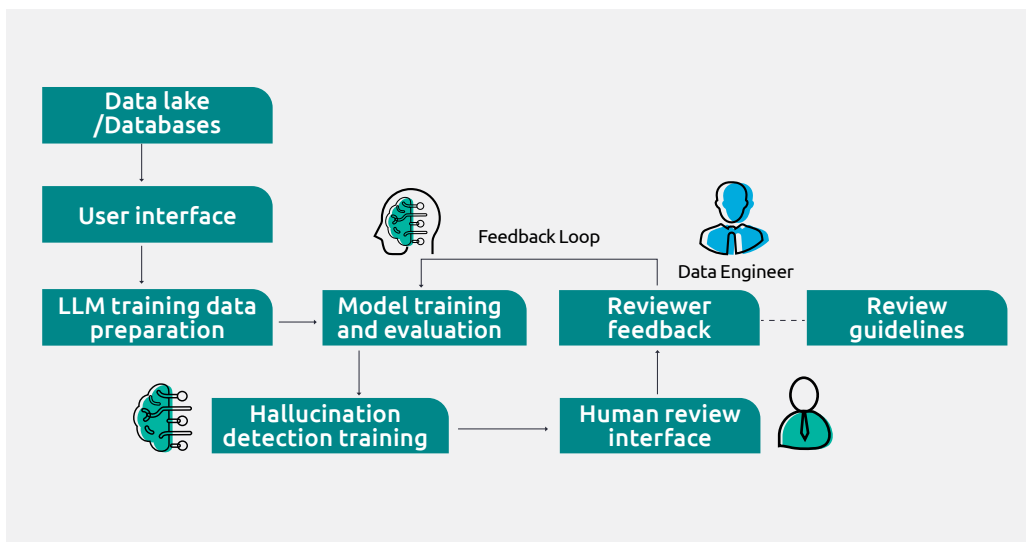 Data lake
/Databases
User interface
Feedback Loop
Data Engineer
LLM training data
preparation
Model training
and evaluation
Reviewer
feedback
Review
guidelines
Hallucination
detection training
Human review
interface